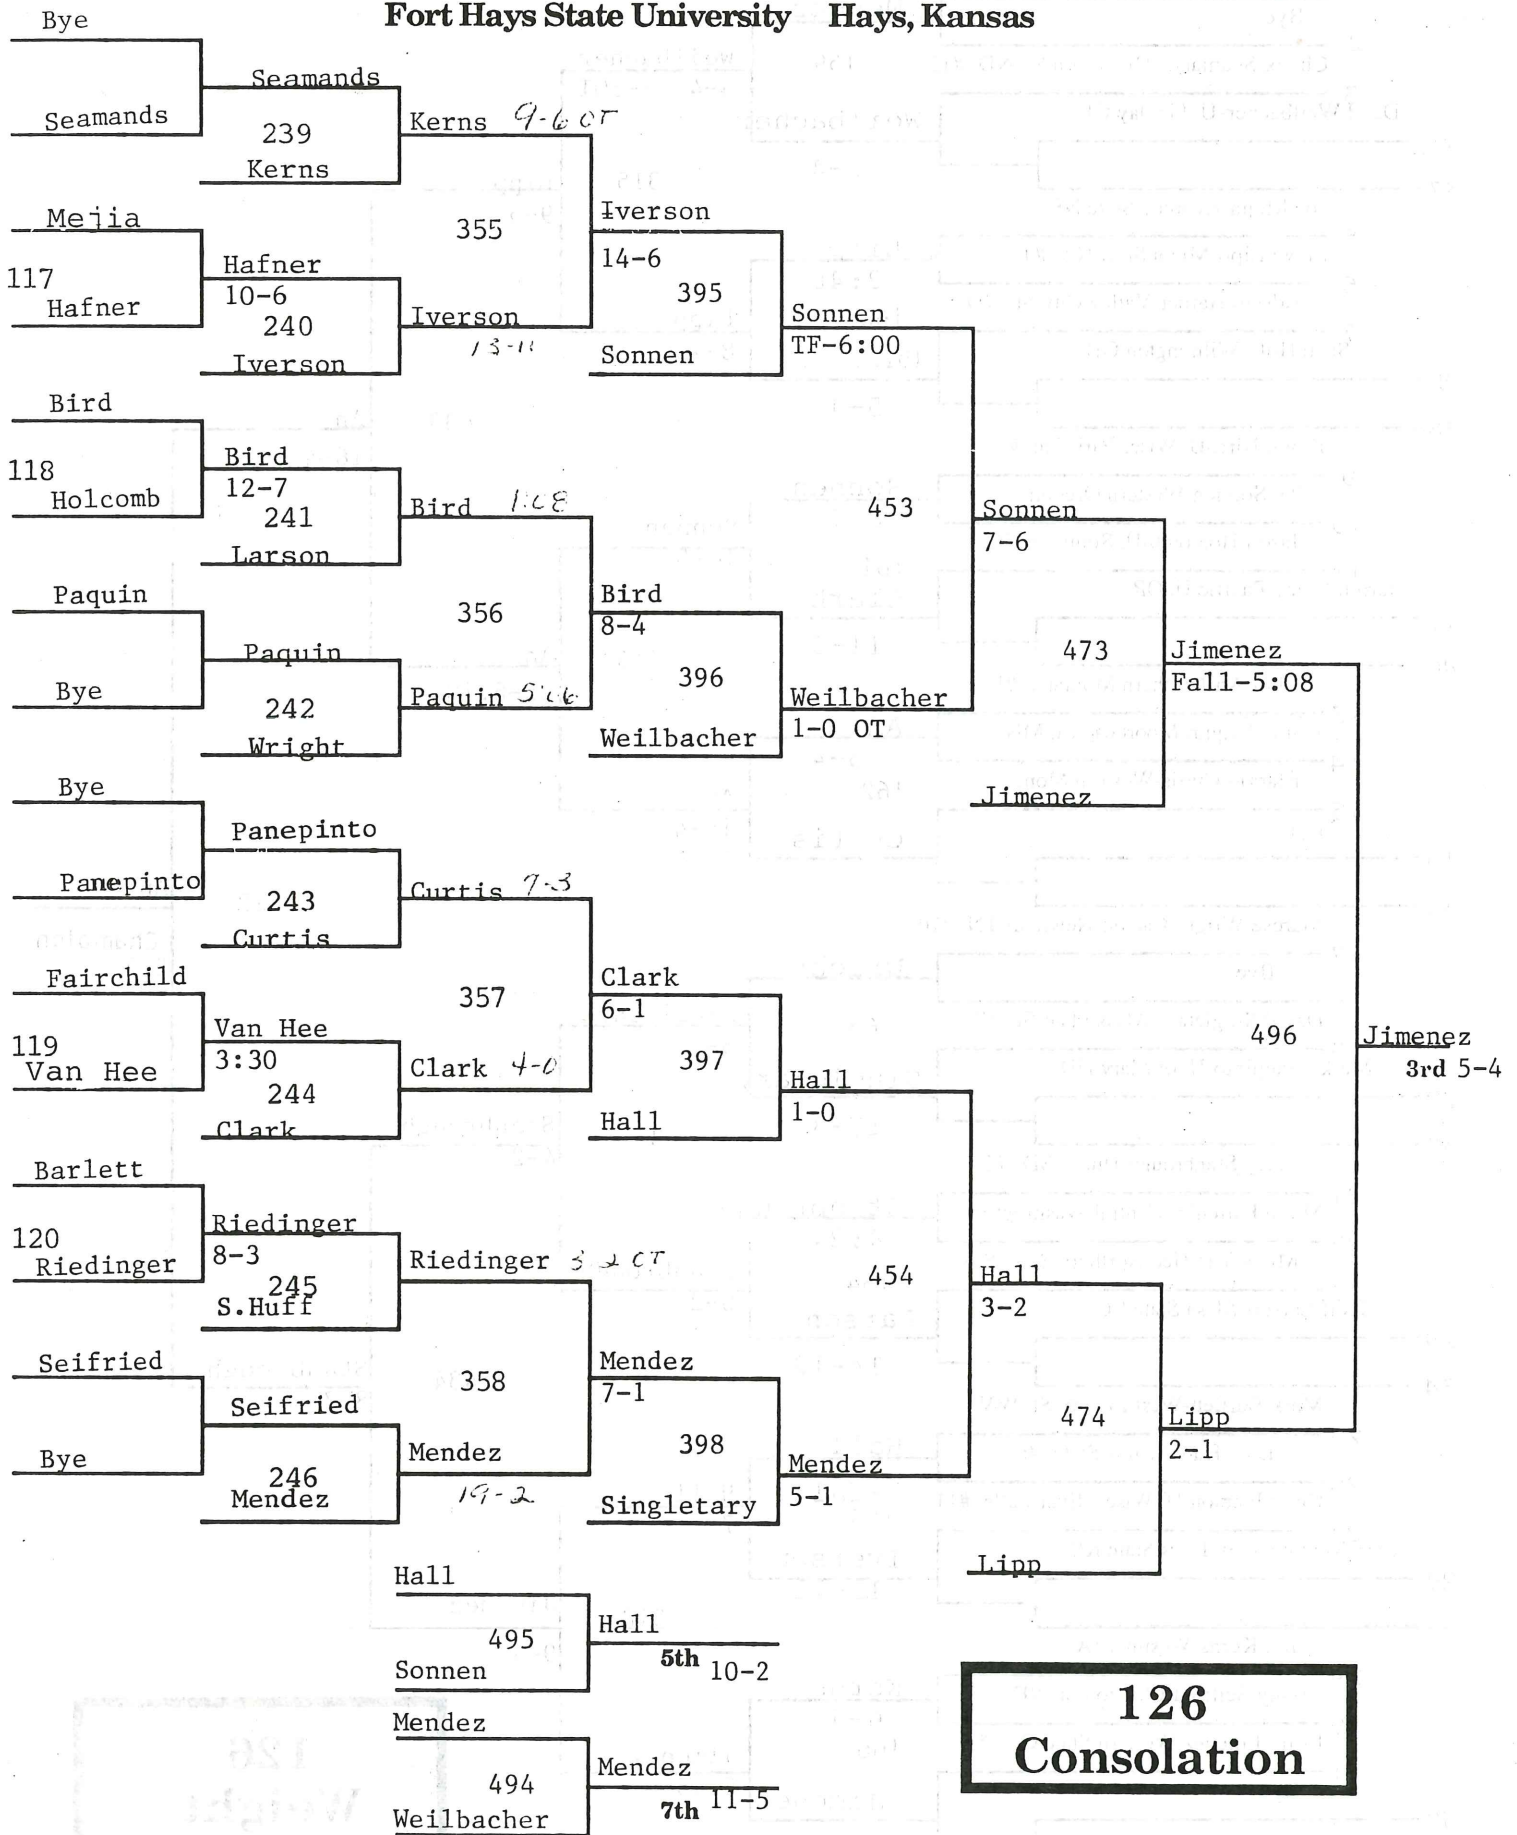 Fort Hays State University Hays, Kansas
Bye
Seamands
Seamands
239
Kerns
Kerns 9-6 OT
Mejia
117
Hafner
Hafner
10-6
240
Iverson
Iverson
13-11
355
Iverson
14-6
395
Sonnen
Sonnen
TF-6:00
Bird
118
Holcomb
Bird
12-7
241
Larson
Bird 1:08
Paquin
Bye
Paquin
242
Wright
Paquin 5:06
356
Bird
8-4
396
Weilbacher
Weilbacher
1-0 OT
453
Sonnen
7-6
473
Jimenez
Jimenez
Fall-5:08
Bye
Panepinto
Panepinto
243
Curtis
Curtis 7-3
Fairchild
119
Van Hee
Van Hee
3:30
244
Clark
Clark 4-0
357
Clark
6-1
397
Hall
Hall
1-0
Barlett
120
Riedinger
Riedinger
8-3
245
S.Huff
Riedinger 3-2 OT
Seifried
Bye
Seifried
246
Mendez
Mendez
19-2
358
Mendez
7-1
398
Singletary
Mendez
5-1
454
Hall
3-2
474
Lipp
Lipp
2-1
496
Jimenez
3rd 5-4
Hall
495
Sonnen
Hall
5th 10-2
Mendez
494
Weilbacher
Mendez
7th 11-5
126
Consolation